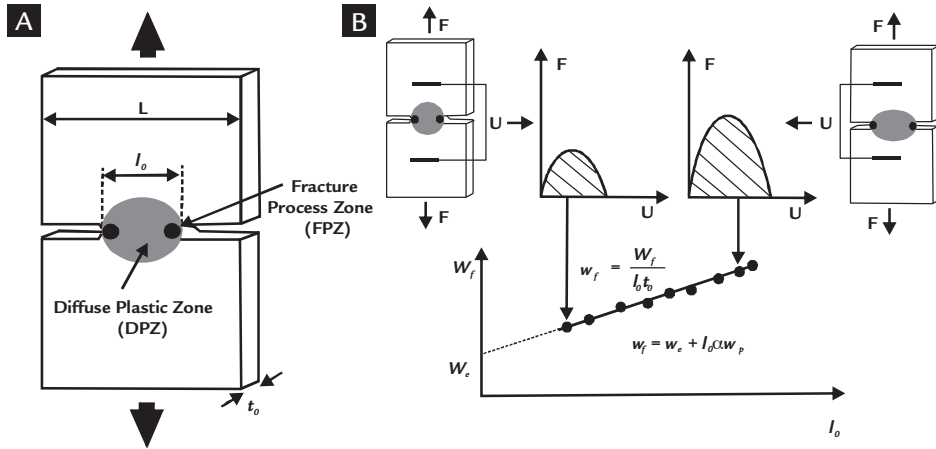 A
L
l₀
Fracture
Process Zone
(FPZ)
Diffuse Plastic Zone
(DPZ)
t₀
B
F
U
F
F
U
F
U
F
U
F
W_f
w_f = W_f / l₀t₀
w_f = w_e + l₀αw_p
W_e
l₀